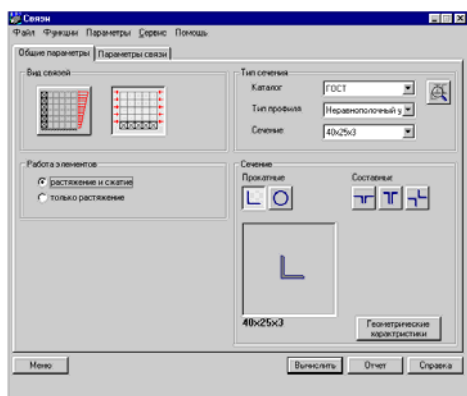 Связи
Файл Функции Параметры Сервис Помощь
Общие параметры Параметры связи
Вид связей
Тип сечения
Каталог ГОСТ
Тип профиля Неравнополочный у
Сечение 40x25x3
Работа элементов
растяжение и сжатие
только растяжение
Сечение
Прокатные Составные
40x25x3
Геометрические
характристики
Меню Вычислить Отчет Справка